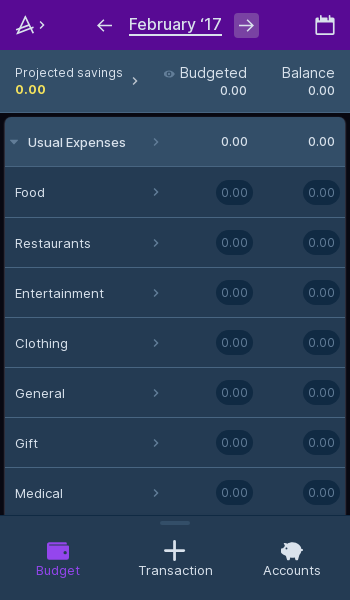 February ‘17
Projected savings Budgeted Balance
0.00 0.00 0.00
Usual Expenses 0.00 0.00
Food 0.00 0.00
Restaurants 0.00 0.00
Entertainment 0.00 0.00
Clothing 0.00 0.00
General 0.00 0.00
Gift 0.00 0.00
Medical 0.00 0.00
Budget Transaction Accounts